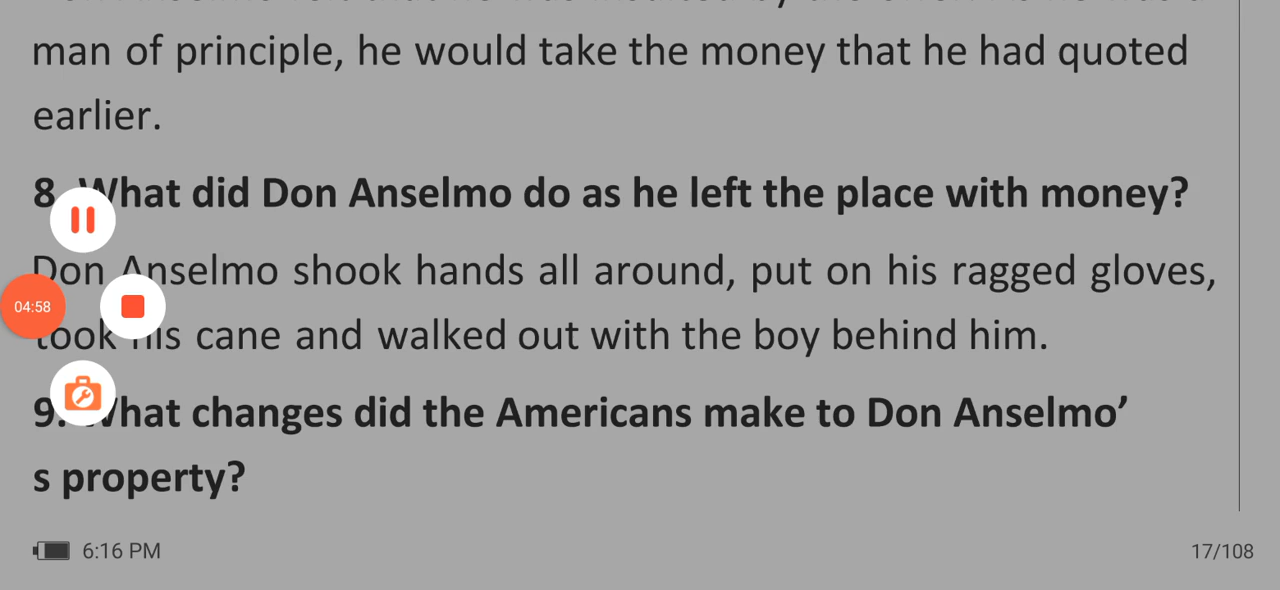 man of principle, he would take the money that he had quoted
earlier.
8. What did Don Anselmo do as he left the place with money?
Don Anselmo shook hands all around, put on his ragged gloves,
04:58
took his cane and walked out with the boy behind him.
9. What changes did the Americans make to Don Anselmo’
s property?
6:16 PM
17/108